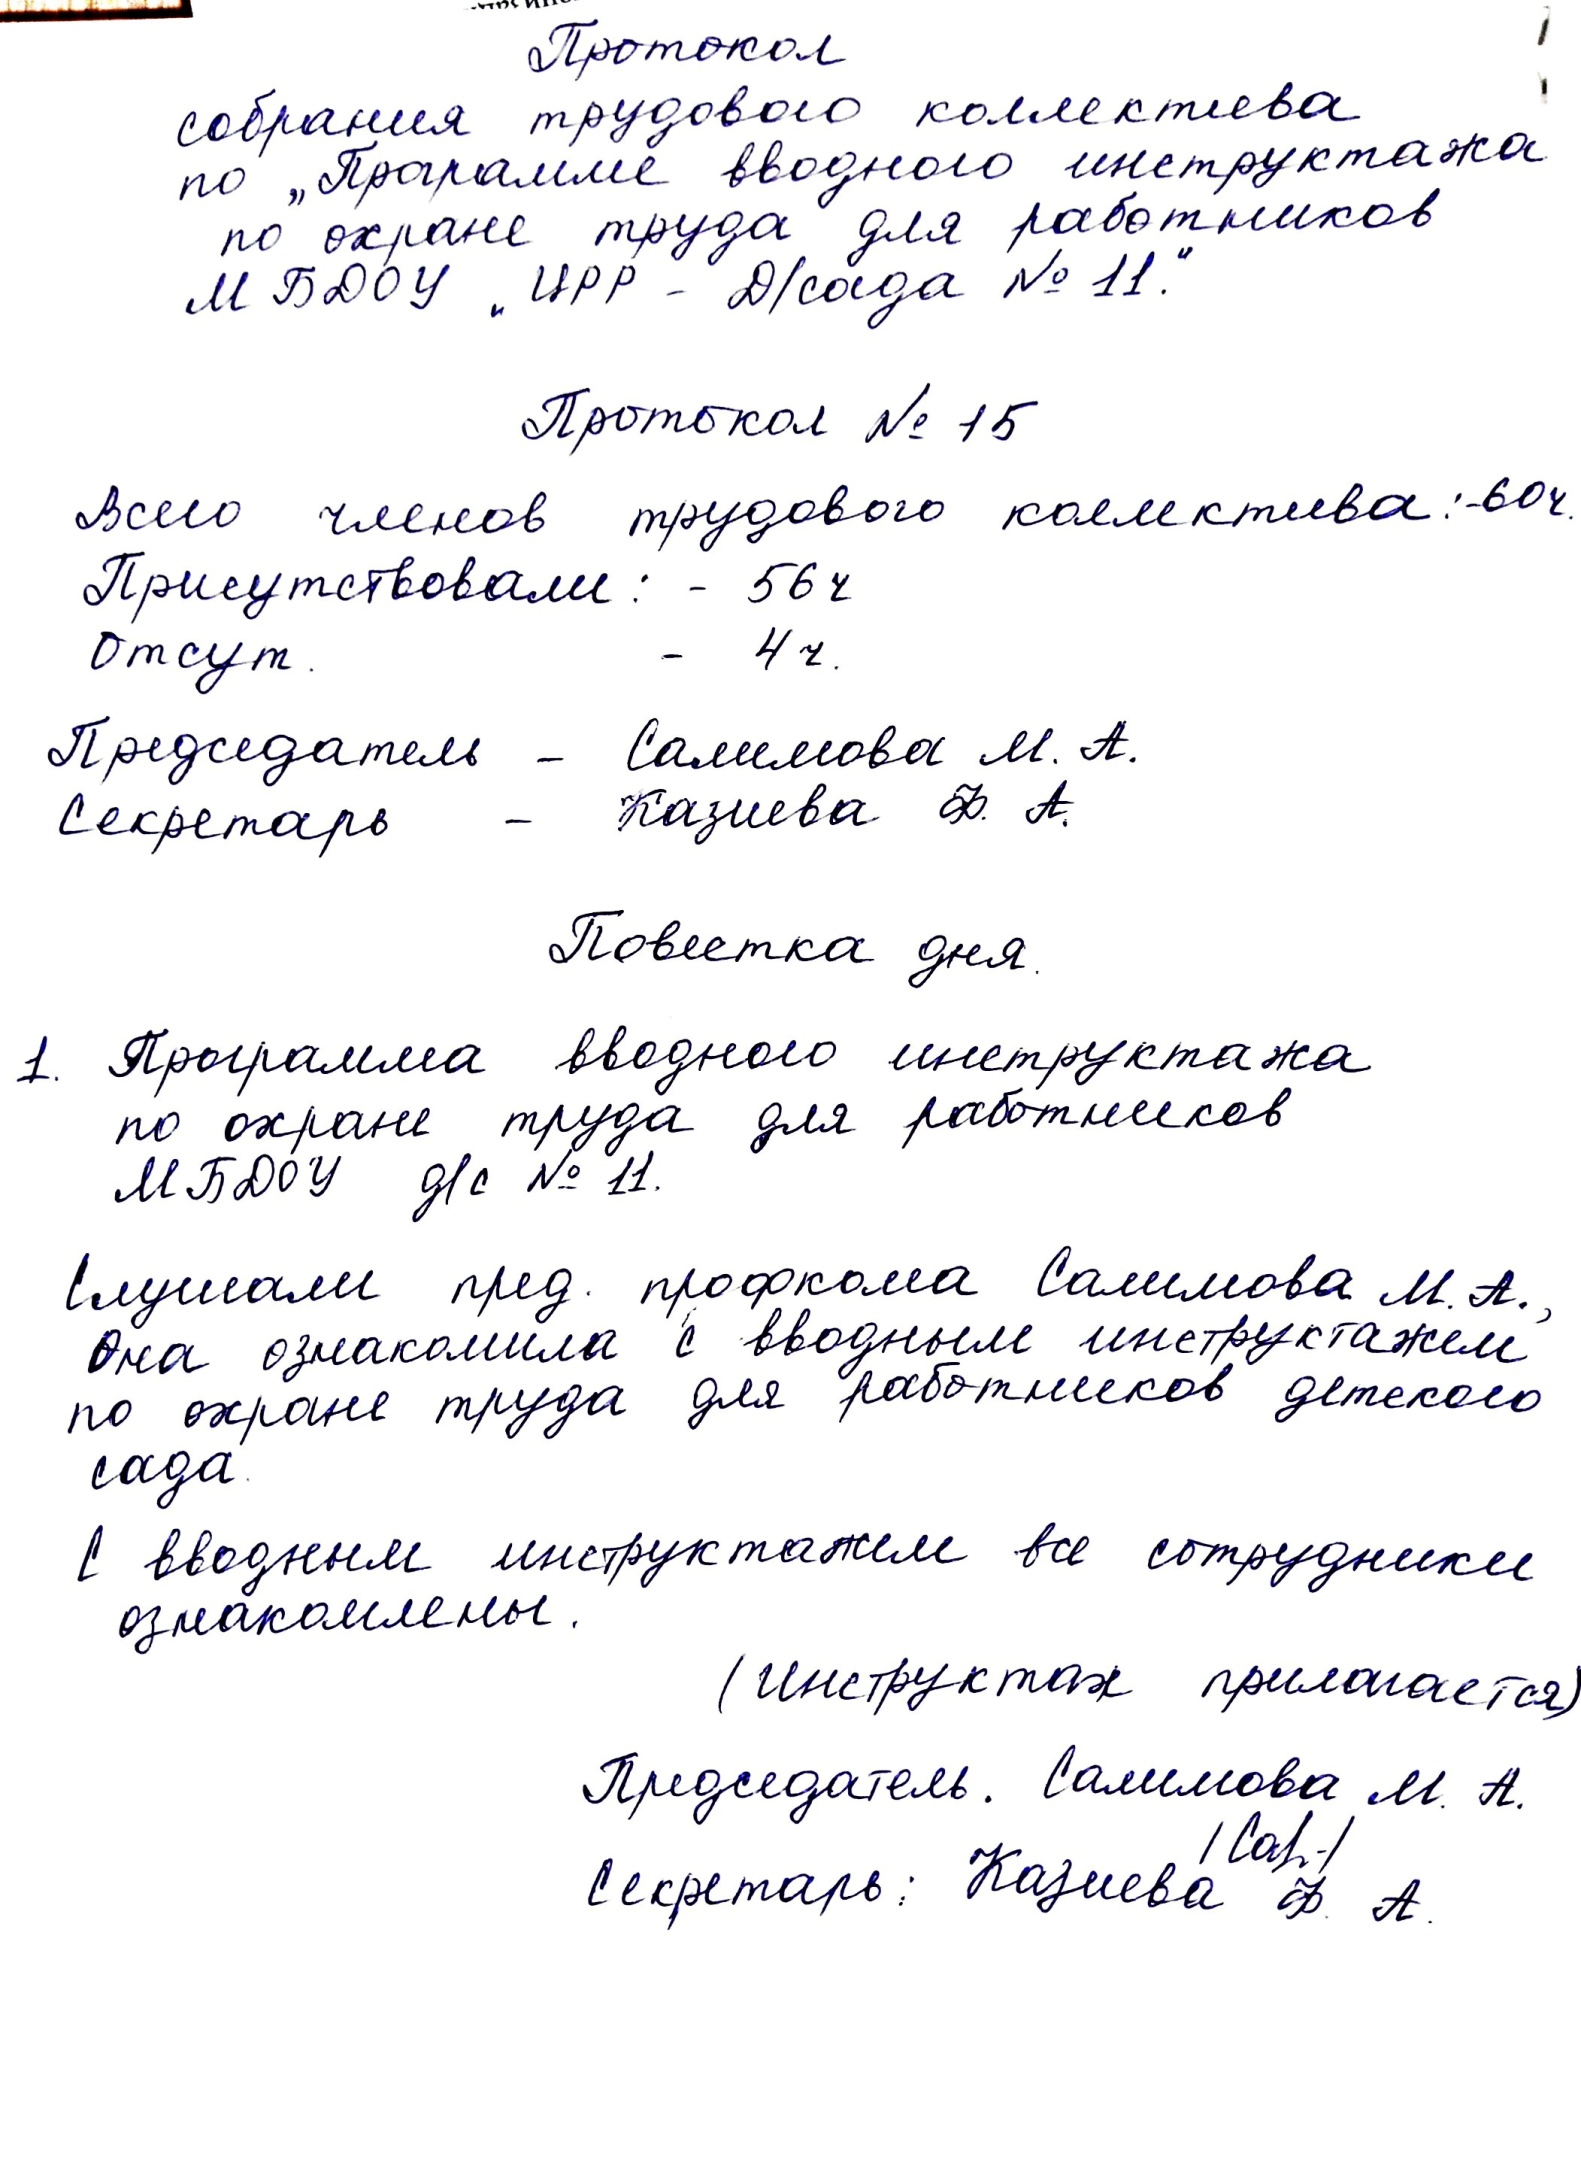 Протокол
собрания трудового коллектива
по „Программе вводного инструктажа
по охране труда для работников
МБДОУ „ЦРР - Д/сада № 11."
Протокол № 15
Всего членов трудового коллектива: -60ч.
Присутствовали: - 56ч
Отсут. - 4ч.
Председатель - Салимова М. А.
Секретарь - Казиева Ф. А.
Повестка дня.
1. Программа вводного инструктажа
по охране труда для работников
МБДОУ д/с № 11.
Слушали пред. профкома Салимова М. А.,
Она ознакомила с вводным инструктажем
по охране труда для работников детского
сада.
С вводным инструктажем все сотрудники
ознакомлены.
(Инструктаж прилагается)
Председатель. Салимова М. А.
Секретарь: Казиева Ф. А.